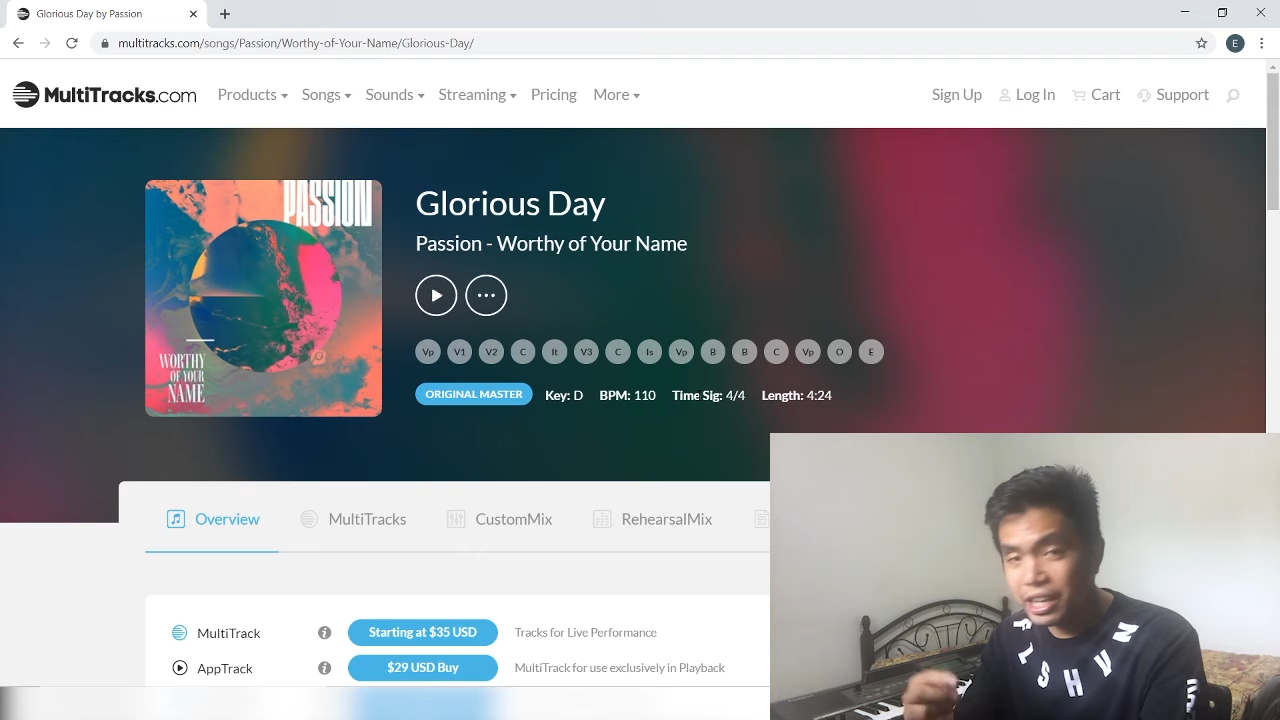 Glorious Day by Passion
multitracks.com/songs/Passion/Worthy-of-Your-Name/Glorious-Day/
E
MultiTracks.com Products Songs Sounds Streaming Pricing More Sign Up Log In Cart Support
PASSION
WORTHY
OF YOUR
NAME
Glorious Day
Passion - Worthy of Your Name
Vp V1 V2 C It V3 C Is Vp B B C Vp O E
ORIGINAL MASTER Key: D BPM: 110 Time Sig: 4/4 Length: 4:24
Overview MultiTracks CustomMix RehearsalMix
MultiTrack Starting at $35 USD Tracks for Live Performance
AppTrack $29 USD Buy MultiTrack for use exclusively in Playback